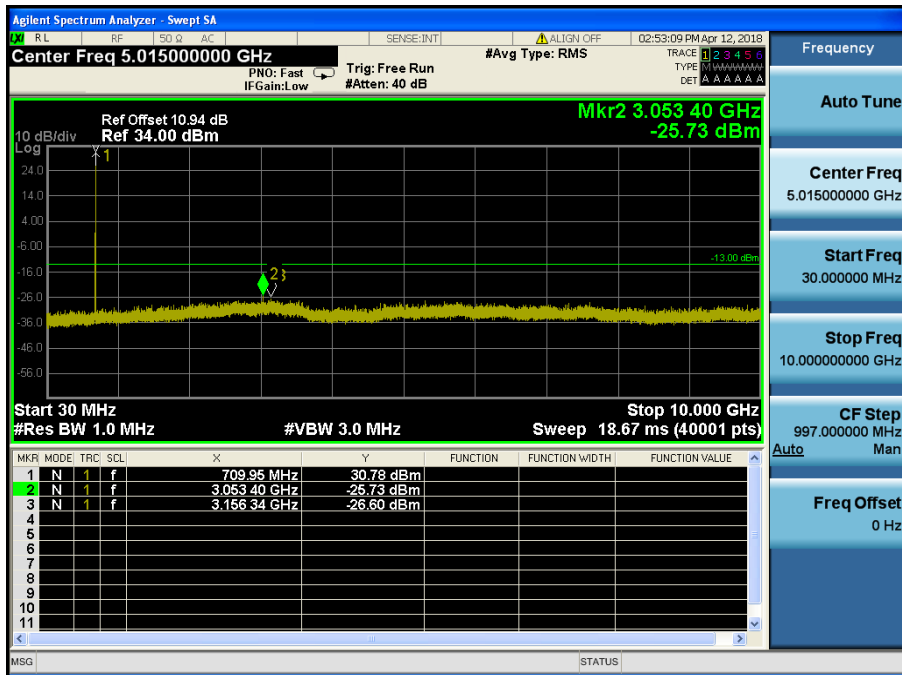 Agilent Spectrum Analyzer - Swept SA
LXI RL RF 50 Ω AC SENSE:INT ALIGN OFF 02:53:09 PM Apr 12, 2018
Center Freq 5.015000000 GHz #Avg Type: RMS TRACE 1 2 3 4 5 6
PNO: Fast Trig: Free Run TYPE M WWWWW
IFGain:Low #Atten: 40 dB DET A A A A A A
Frequency
Auto Tune
Center Freq
5.015000000 GHz
Start Freq
30.000000 MHz
Stop Freq
10.000000000 GHz
CF Step
997.000000 MHz
Auto Man
Freq Offset
0 Hz
Mkr2 3.053 40 GHz
-25.73 dBm
Ref Offset 10.94 dB
10 dB/div Ref 34.00 dBm
Log
1
24.0
14.0
4.00
-6.00
-13.00 dBm
-16.0
2 3
-26.0
-36.0
-46.0
-56.0
Start 30 MHz Stop 10.000 GHz
#Res BW 1.0 MHz #VBW 3.0 MHz Sweep 18.67 ms (40001 pts)
MKR MODE TRC SCL X Y FUNCTION FUNCTION WIDTH FUNCTION VALUE
1 N 1 f 709.95 MHz 30.78 dBm
2 N 1 f 3.053 40 GHz -25.73 dBm
3 N 1 f 3.156 34 GHz -26.60 dBm
4
5
6
7
8
9
10
11
MSG STATUS